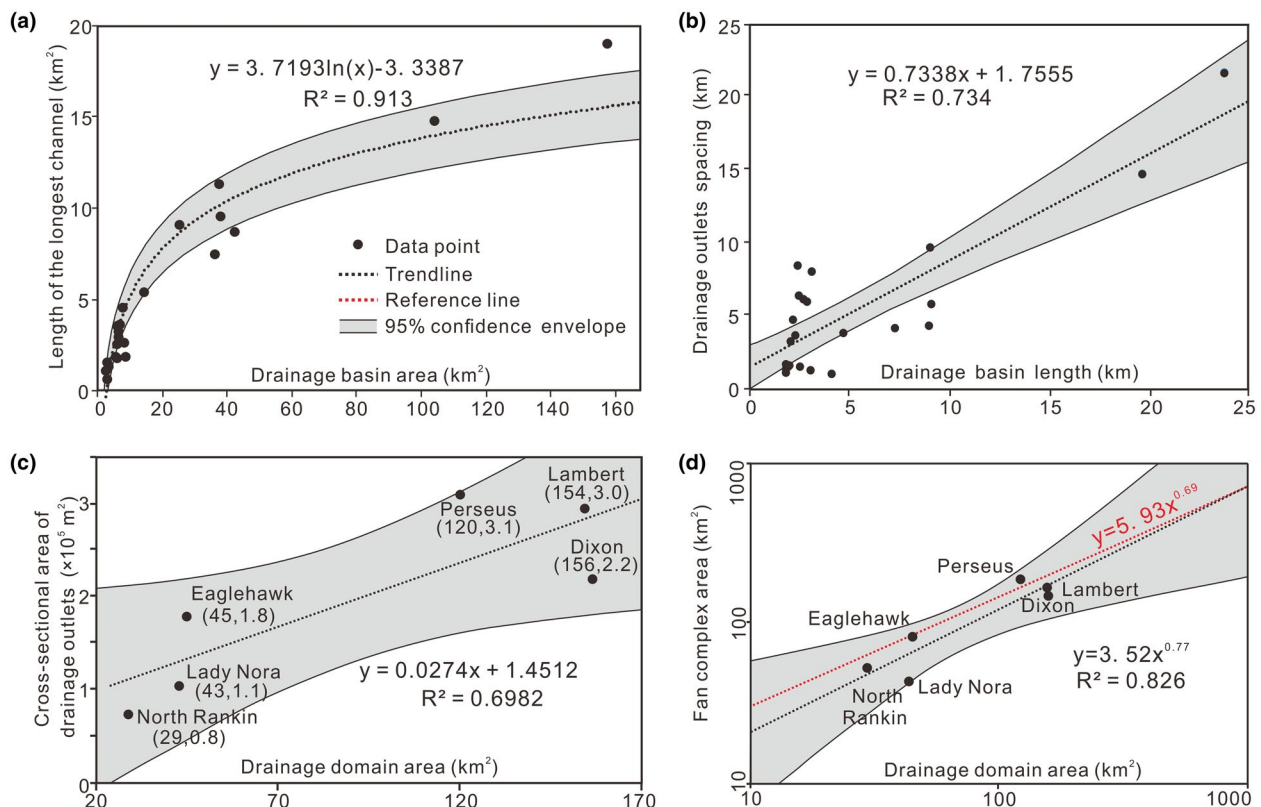 (a)
Length of the longest channel (km²)
20
15
10
5
0
y = 3. 7193ln(x)-3. 3387
R² = 0.913
Data point
Trendline
Reference line
95% confidence envelope
Drainage basin area (km²)
0 20 40 60 80 100 120 140 160
(b)
Drainage outlets spacing (km)
25
20
15
10
5
0
y = 0.7338x + 1.7555
R² = 0.734
Drainage basin length (km)
0 5 10 15 20 25
(c)
Cross-sectional area of
drainage outlets (×10⁵ m²)
3
2
1
0
Lambert
(154,3.0)
Perseus
(120,3.1)
Dixon
(156,2.2)
Eaglehawk
(45,1.8)
Lady Nora
(43,1.1)
North Rankin
(29,0.8)
y = 0.0274x + 1.4512
R² = 0.6982
Drainage domain area (km²)
20 70 120 170
(d)
Fan complex area (km²)
1000
100
10
y=5. 93x^0.69
Perseus
Lambert
Dixon
Eaglehawk
North
Rankin
Lady Nora
y=3. 52x^0.77
R² = 0.826
Drainage domain area (km²)
10 100 1000